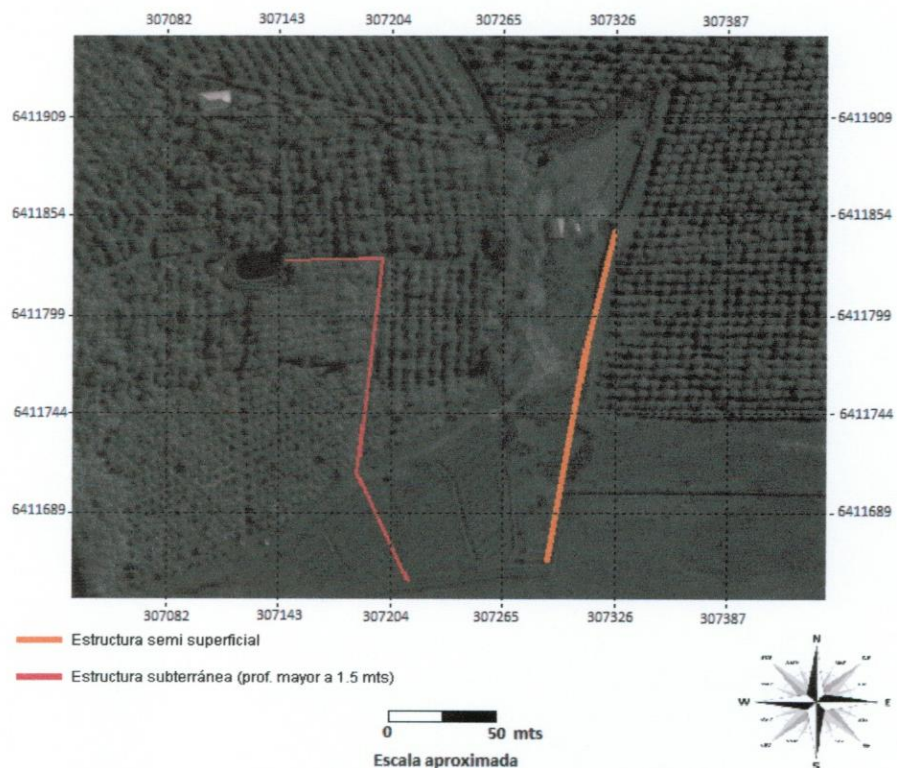 307082 307143 307204 307265 307326 307387
6411909 6411909
6411854 6411854
6411799 6411799
6411744 6411744
6411689 6411689
307082 307143 307204 307265 307326 307387
Estructura semi superficial
Estructura subterránea (prof. mayor a 1.5 mts)
0 50 mts
Escala aproximada
N
W E
S